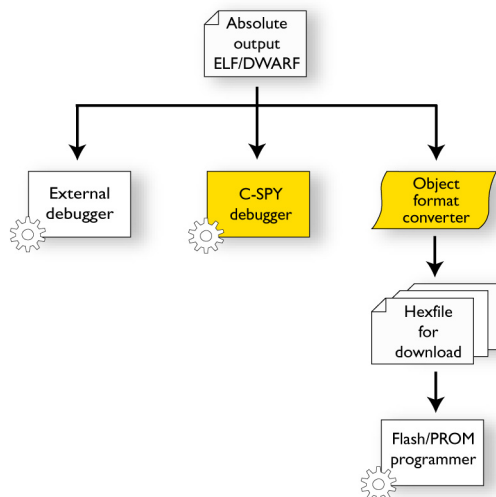 Absolute
output
ELF/DWARF
External
debugger
C-SPY
debugger
Object
format
converter
Hexfile
for
download
Flash/PROM
programmer